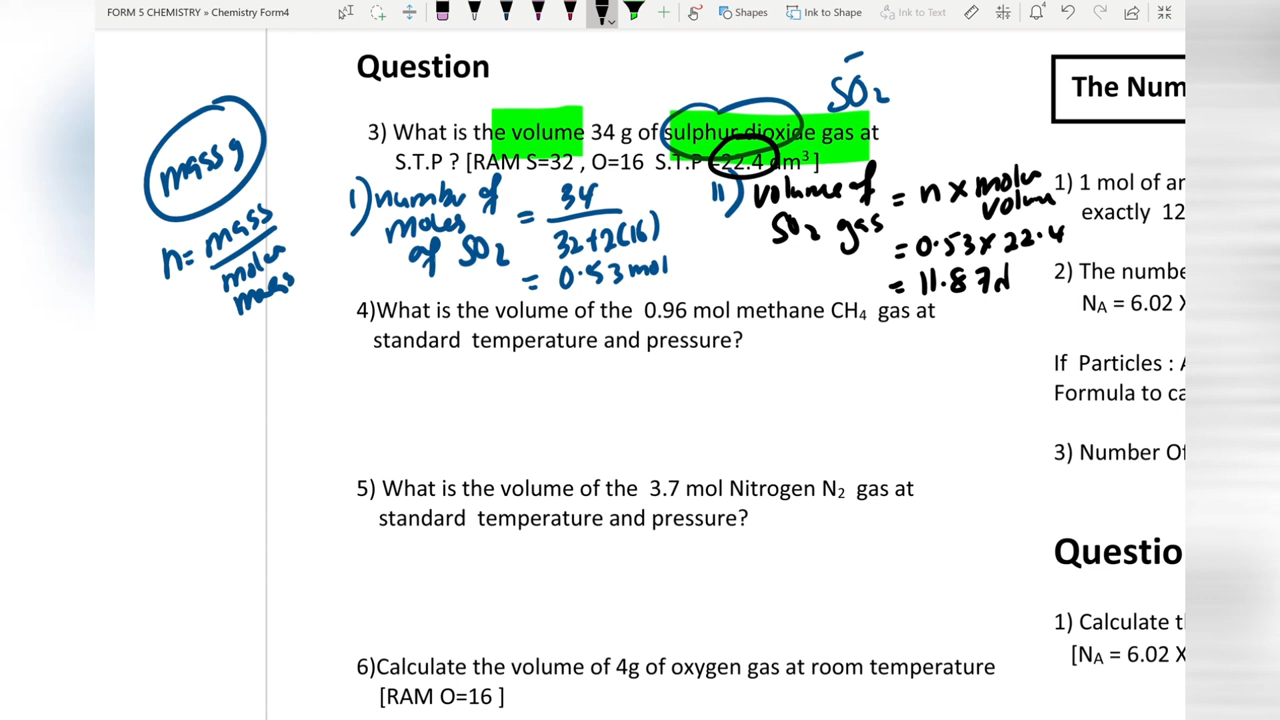 FORM 5 CHEMISTRY » Chemistry Form4
Shapes
Ink to Shape
Ink to Text
4
Question
SO₂
The Num
3) What is the volume 34 g of sulphur dioxide gas at
S.T.P ? [RAM S=32 , O=16 S.T.P =22.4 dm³ ]
mass g
n= mass
molar
mass
1) number of
moles
of SO₂
= 34
32+2(16)
= 0.53 mol
11) volume of
SO₂ gas
= n x molar
volume
= 0.53 x 22.4
= 11.87d
4)What is the volume of the 0.96 mol methane CH₄ gas at
standard temperature and pressure?
5) What is the volume of the 3.7 mol Nitrogen N₂ gas at
standard temperature and pressure?
6)Calculate the volume of 4g of oxygen gas at room temperature
[RAM O=16 ]
1) 1 mol of ar
exactly 12
2) The numbe
Nᴀ = 6.02 X
If Particles : A
Formula to ca
3) Number Of
Questio
1) Calculate t
[Nᴀ = 6.02 X